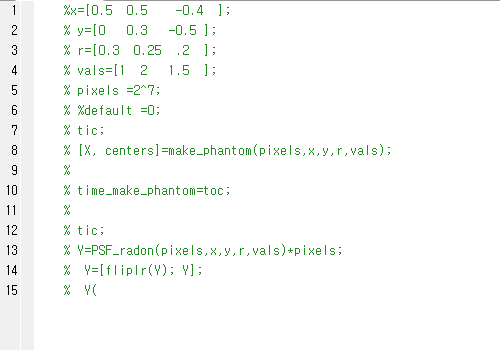 1 %x=[0.5 0.5 -0.4 ];
2 % y=[0 0.3 -0.5 ];
3 % r=[0.3 0.25 .2 ];
4 % vals=[1 2 1.5 ];
5 % pixels =2^7;
6 % %default =0;
7 % tic;
8 % [X, centers]=make_phantom(pixels,x,y,r,vals);
9 %
10 % time_make_phantom=toc;
11 %
12 % tic;
13 % Y=PSF_radon(pixels,x,y,r,vals)*pixels;
14 % Y=[fliplr(Y); Y];
15 % Y(